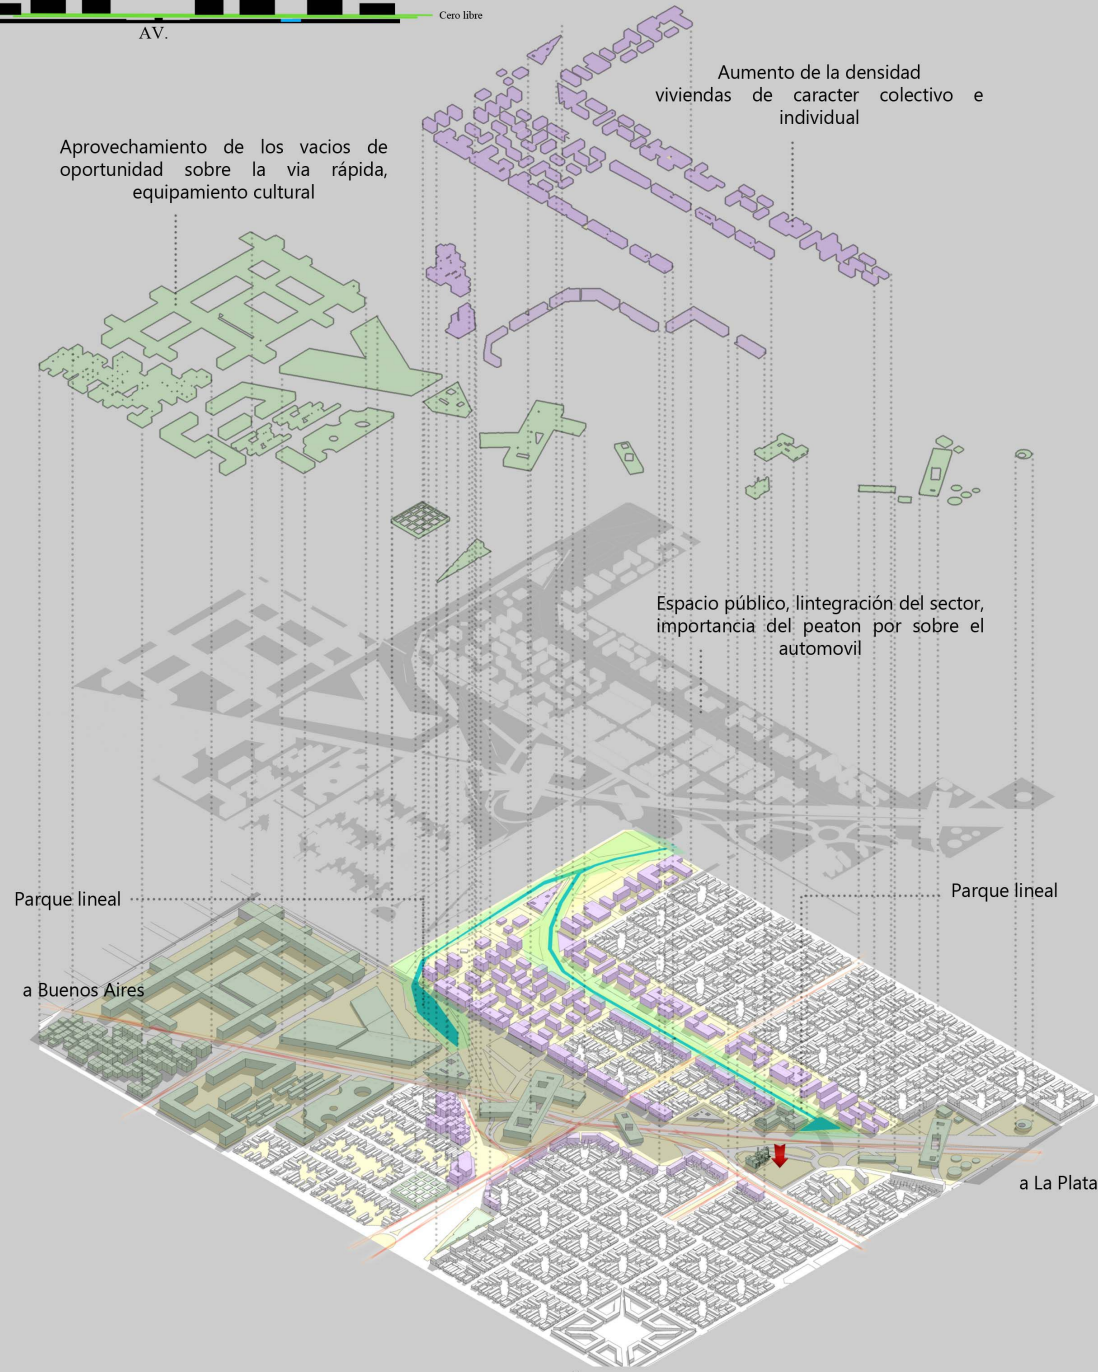 Cero libre
AV.
Aumento de la densidad
viviendas de caracter colectivo e
individual
Aprovechamiento de los vacios de
oportunidad sobre la via rápida,
equipamiento cultural
Espacio público, lintegración del sector,
importancia del peaton por sobre el
automovil
Parque lineal
Parque lineal
a Buenos Aires
a La Plata